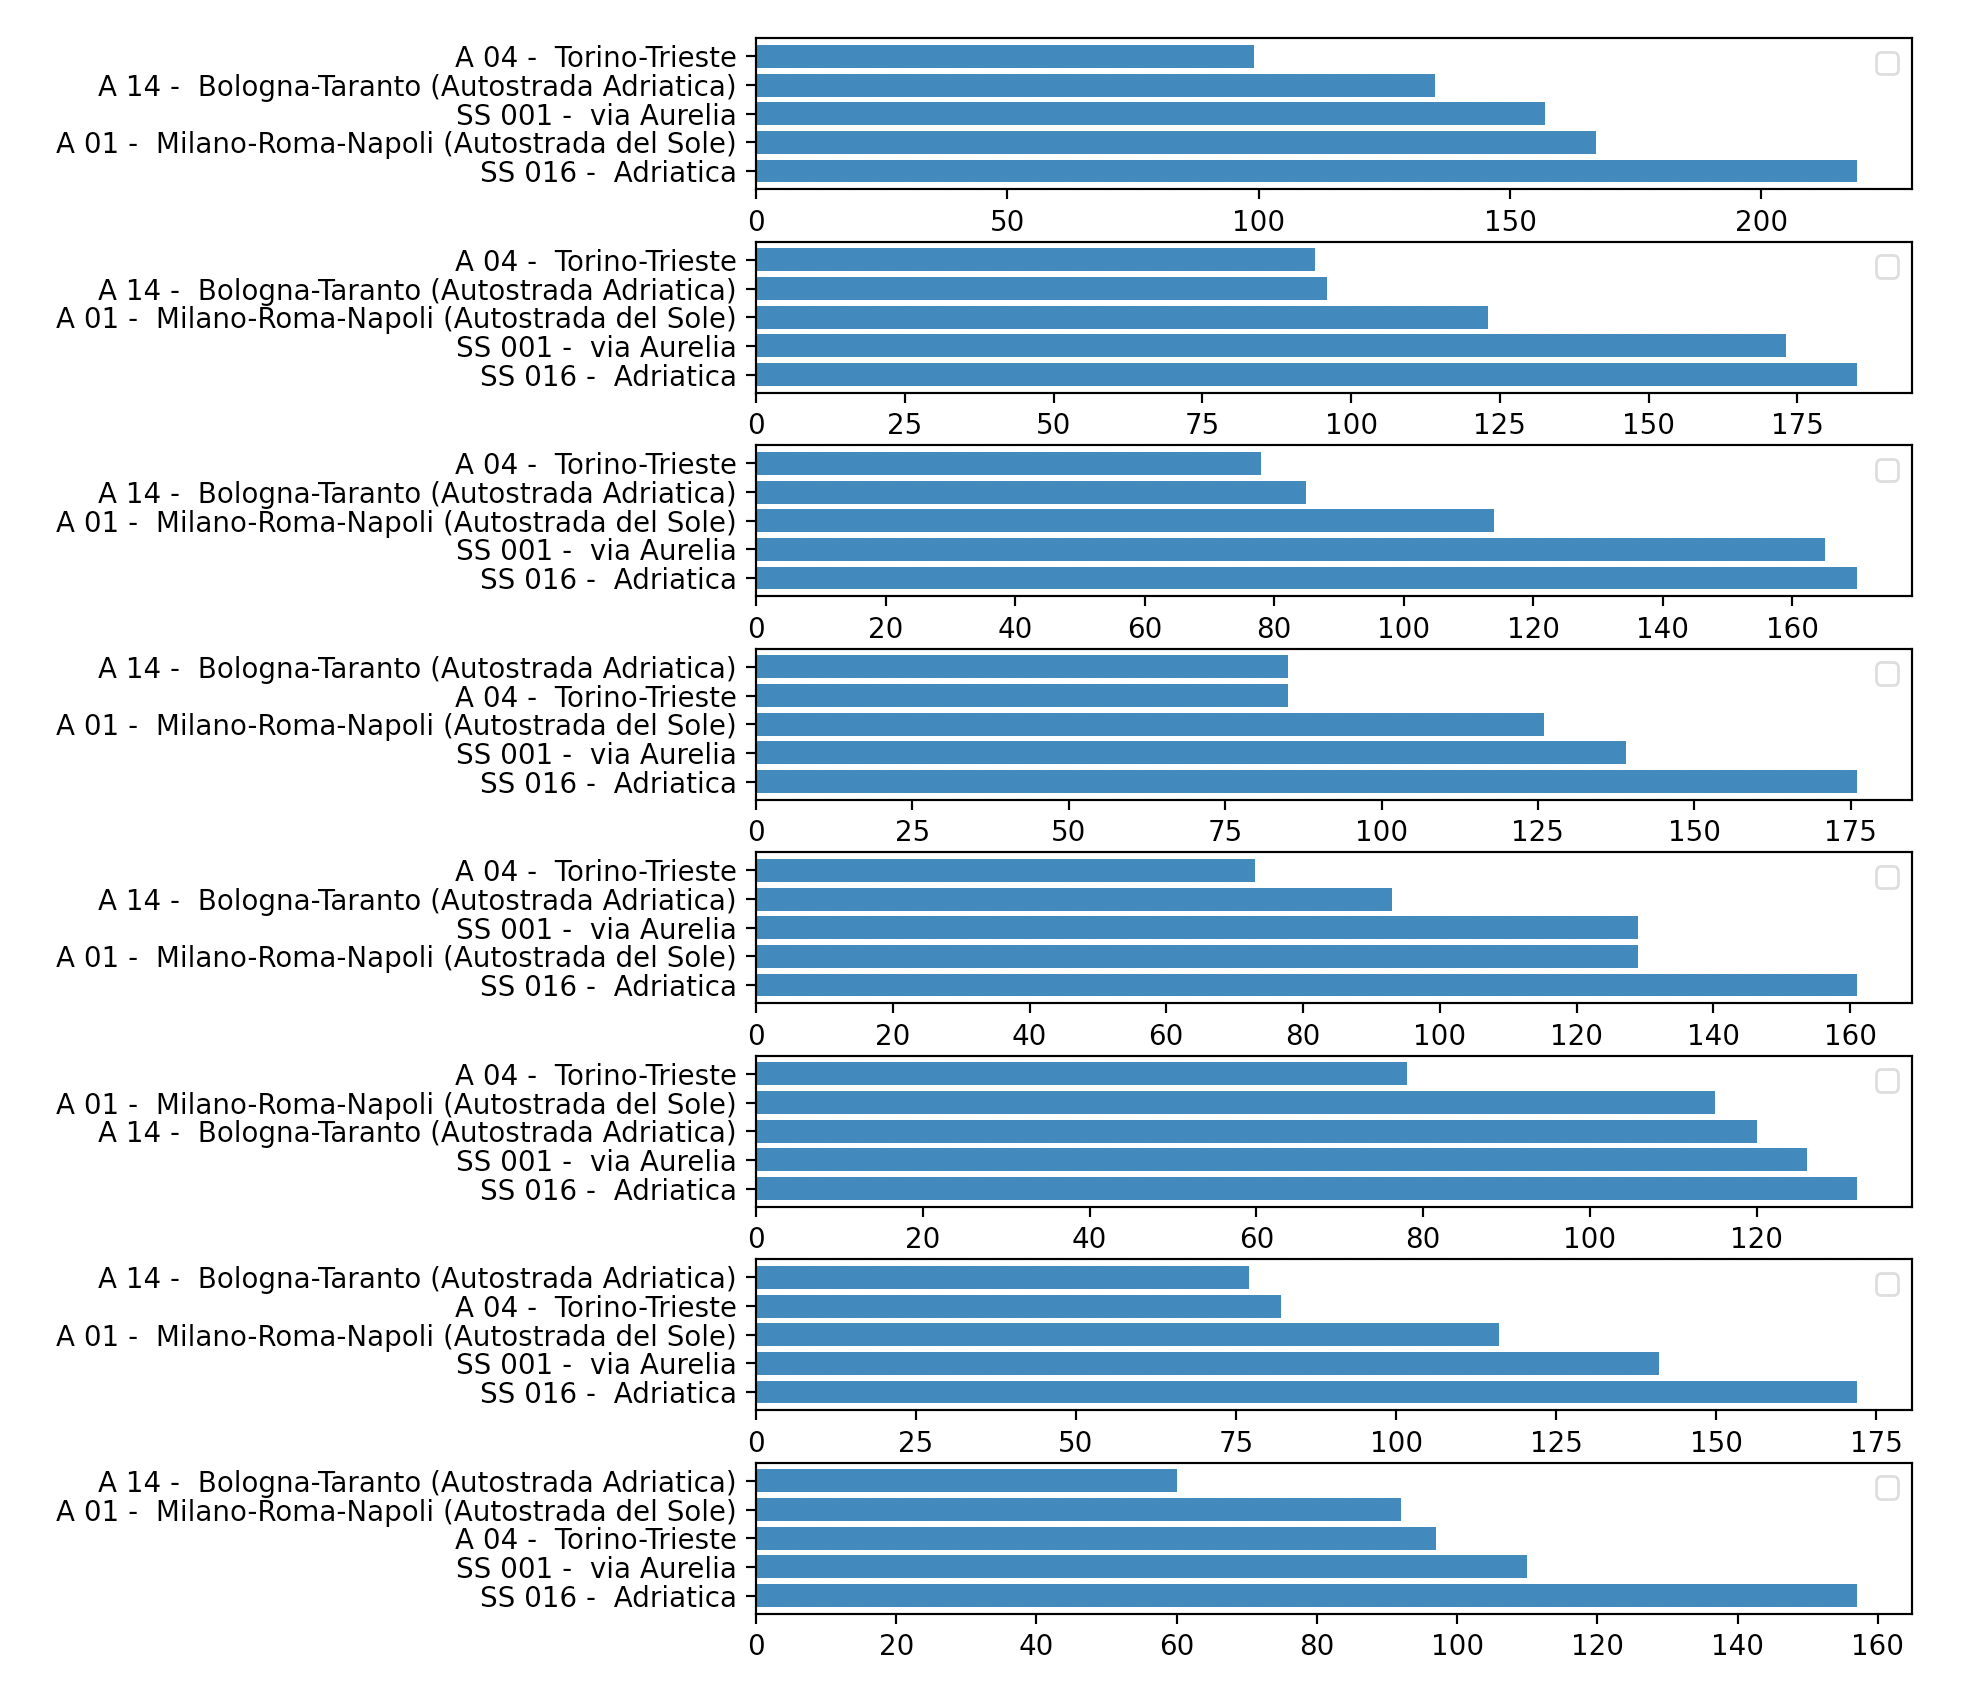 A 04 -  Torino-Trieste
A 14 -  Bologna-Taranto (Autostrada Adriatica)
SS 001 -  via Aurelia
A 01 -  Milano-Roma-Napoli (Autostrada del Sole)
SS 016 -  Adriatica
0 50 100 150 200
A 04 -  Torino-Trieste
A 14 -  Bologna-Taranto (Autostrada Adriatica)
A 01 -  Milano-Roma-Napoli (Autostrada del Sole)
SS 001 -  via Aurelia
SS 016 -  Adriatica
0 25 50 75 100 125 150 175
A 04 -  Torino-Trieste
A 14 -  Bologna-Taranto (Autostrada Adriatica)
A 01 -  Milano-Roma-Napoli (Autostrada del Sole)
SS 001 -  via Aurelia
SS 016 -  Adriatica
0 20 40 60 80 100 120 140 160
A 14 -  Bologna-Taranto (Autostrada Adriatica)
A 04 -  Torino-Trieste
A 01 -  Milano-Roma-Napoli (Autostrada del Sole)
SS 001 -  via Aurelia
SS 016 -  Adriatica
0 25 50 75 100 125 150 175
A 04 -  Torino-Trieste
A 14 -  Bologna-Taranto (Autostrada Adriatica)
SS 001 -  via Aurelia
A 01 -  Milano-Roma-Napoli (Autostrada del Sole)
SS 016 -  Adriatica
0 20 40 60 80 100 120 140 160
A 04 -  Torino-Trieste
A 01 -  Milano-Roma-Napoli (Autostrada del Sole)
A 14 -  Bologna-Taranto (Autostrada Adriatica)
SS 001 -  via Aurelia
SS 016 -  Adriatica
0 20 40 60 80 100 120
A 14 -  Bologna-Taranto (Autostrada Adriatica)
A 04 -  Torino-Trieste
A 01 -  Milano-Roma-Napoli (Autostrada del Sole)
SS 001 -  via Aurelia
SS 016 -  Adriatica
0 25 50 75 100 125 150 175
A 14 -  Bologna-Taranto (Autostrada Adriatica)
A 01 -  Milano-Roma-Napoli (Autostrada del Sole)
A 04 -  Torino-Trieste
SS 001 -  via Aurelia
SS 016 -  Adriatica
0 20 40 60 80 100 120 140 160